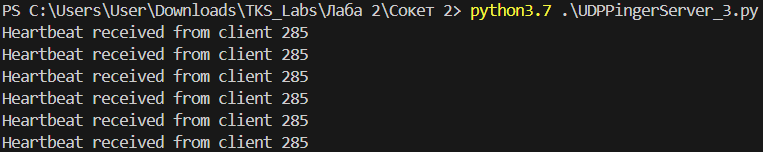 PS C:\Users\User\Downloads\TKS_Labs\Лаба 2\Сокет 2> python3.7 .\UDPPingerServer_3.py
Heartbeat received from client 285
Heartbeat received from client 285
Heartbeat received from client 285
Heartbeat received from client 285
Heartbeat received from client 285
Heartbeat received from client 285